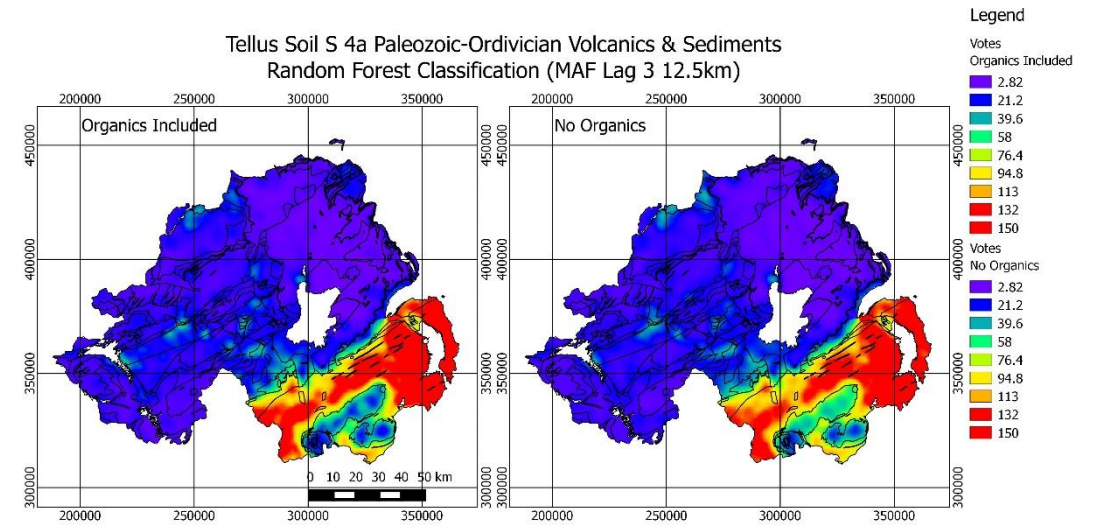 Tellus Soil S 4a Paleozoic-Ordivician Volcanics & Sediments
Random Forest Classification (MAF Lag 3 12.5km)
200000 250000 300000 350000
Organics Included
450000
400000
350000
300000
450000
400000
350000
300000
0 10 20 30 40 50 km
200000 250000 300000 350000
200000 250000 300000 350000
No Organics
450000
400000
350000
300000
200000 250000 300000 350000
Legend
Votes
Organics Included
2.82
21.2
39.6
58
76.4
94.8
113
132
150
Votes
No Organics
2.82
21.2
39.6
58
76.4
94.8
113
132
150